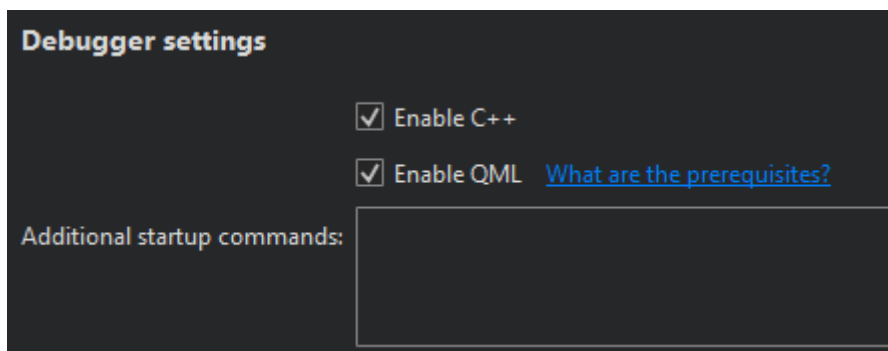 Debugger settings
Enable C++
Enable QML What are the prerequisites?
Additional startup commands: